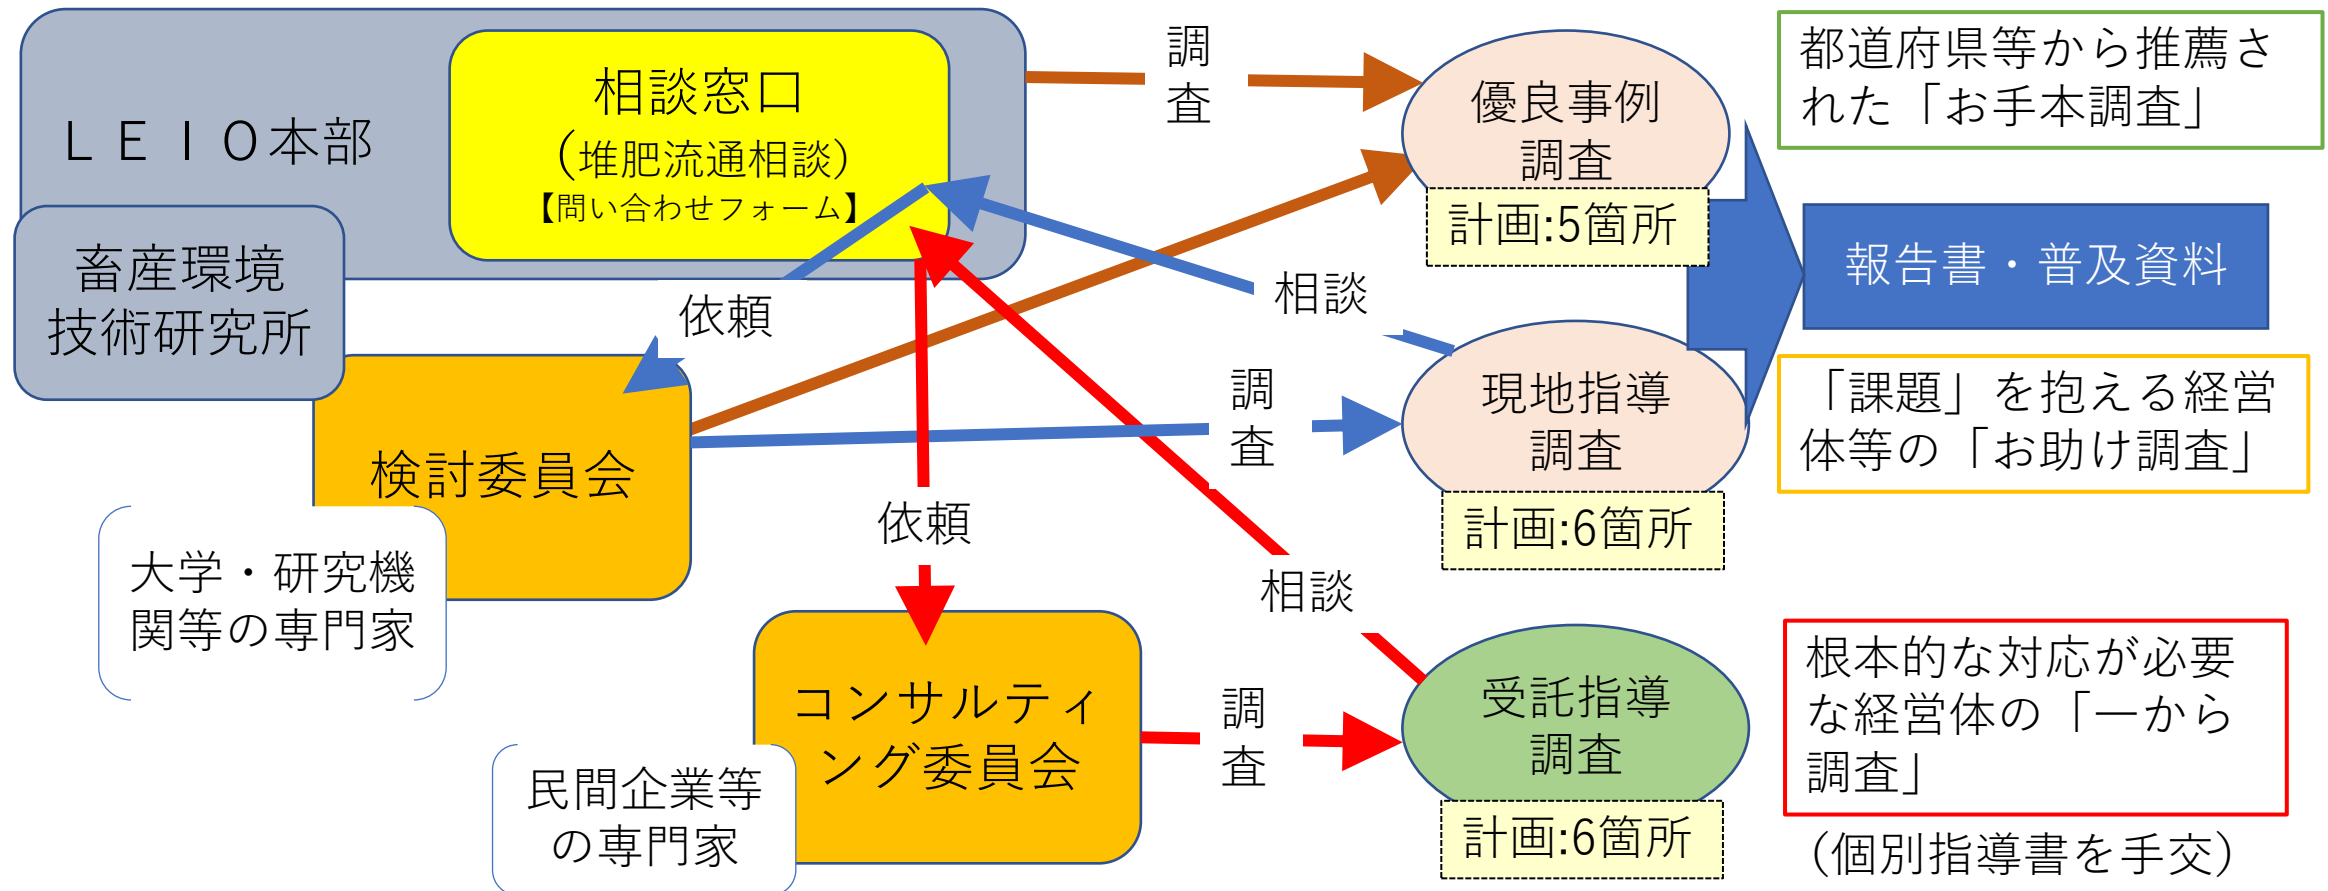 ＬＥＩＯ本部
相談窓口
（堆肥流通相談）
【問い合わせフォーム】
畜産環境
技術研究所
検討委員会
大学・研究機
関等の専門家
コンサルティ
ング委員会
民間企業等
の専門家
依頼
依頼
調
査
相談
調
査
相談
調
査
優良事例
調査
計画:5箇所
現地指導
調査
計画:6箇所
受託指導
調査
計画:6箇所
都道府県等から推薦さ
れた「お手本調査」
報告書・普及資料
「課題」を抱える経営
体等の「お助け調査」
根本的な対応が必要
な経営体の「一から
調査」
（個別指導書を手交）